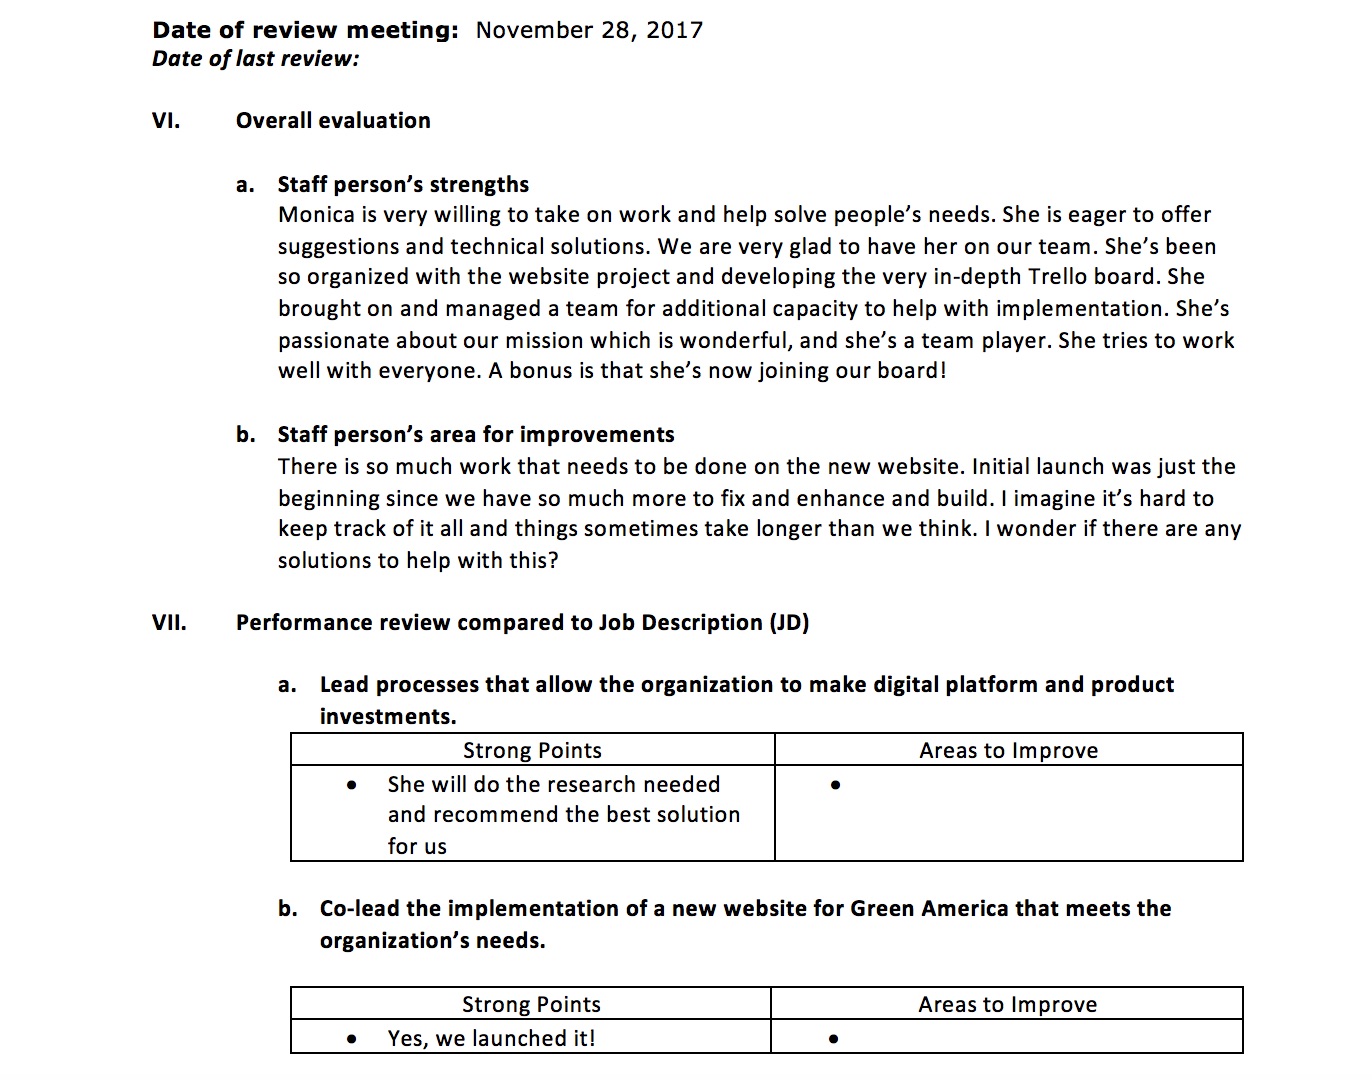 Date of review meeting: November 28, 2017
Date of last review:
VI. Overall evaluation
a. Staff person's strengths
Monica is very willing to take on work and help solve people's needs. She is eager to offer
suggestions and technical solutions. We are very glad to have her on our team. She's been
so organized with the website project and developing the very in-depth Trello board. She
brought on and managed a team for additional capacity to help with implementation. She's
passionate about our mission which is wonderful, and she's a team player. She tries to work
well with everyone. A bonus is that she's now joining our board!
b. Staff person's area for improvements
There is so much work that needs to be done on the new website. Initial launch was just the
beginning since we have so much more to fix and enhance and build. I imagine it's hard to
keep track of it all and things sometimes take longer than we think. I wonder if there are any
solutions to help with this?
VII. Performance review compared to Job Description (JD)
a. Lead processes that allow the organization to make digital platform and product
investments.
Strong Points Areas to Improve
• She will do the research needed •
and recommend the best solution
for us
b. Co-lead the implementation of a new website for Green America that meets the
organization's needs.
Strong Points Areas to Improve
• Yes, we launched it! •